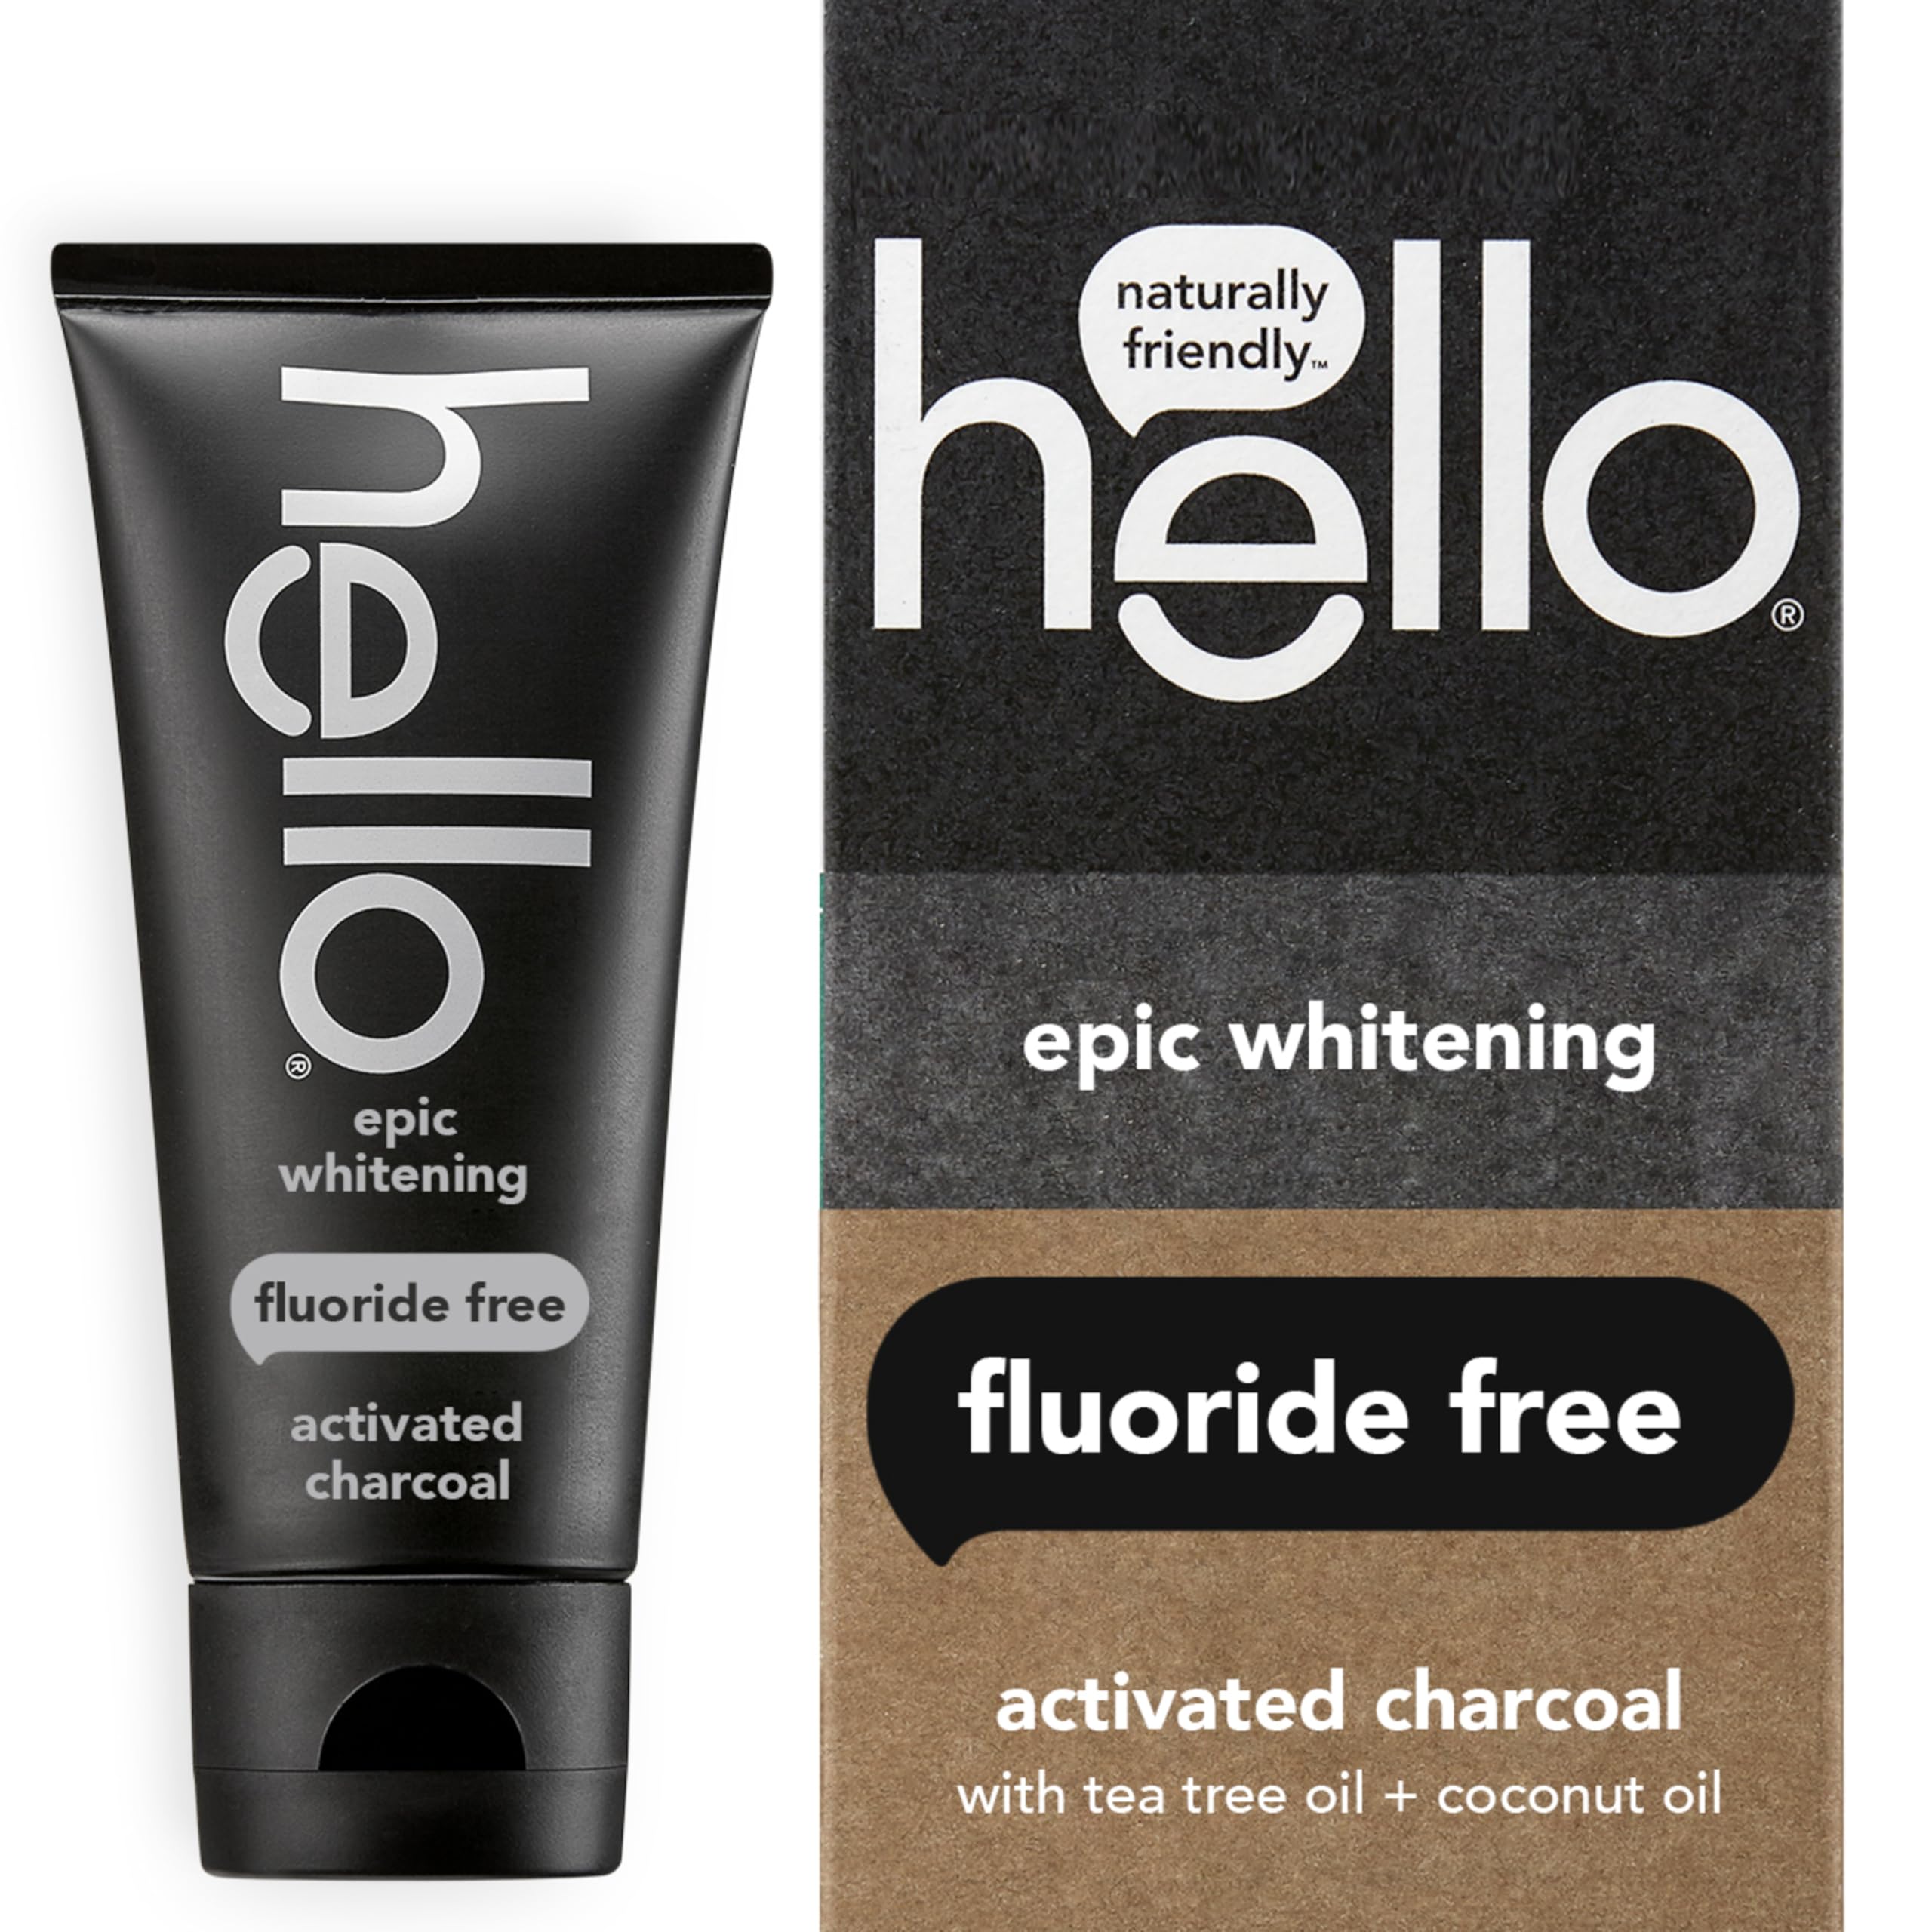 hello®
epic
whitening
fluoride free
activated
charcoal
naturally
friendly™
hello®
epic whitening
fluoride free
activated charcoal
with tea tree oil + coconut oil